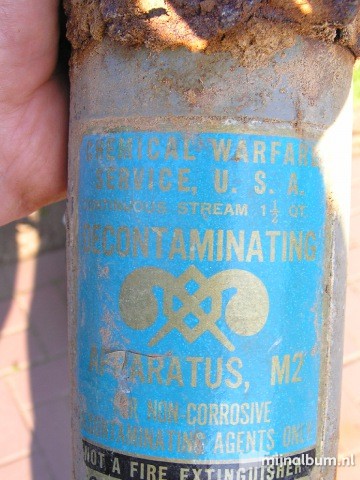 CHEMICAL WARFARE
SERVICE, U. S. A.
CONTINUOUS STREAM 1½ QT
DECONTAMINATING
APPARATUS, M2
FOR NON-CORROSIVE
DECONTAMINATING AGENTS ONLY
NOT A FIRE EXTINGUISHER
mijnalbum.nl